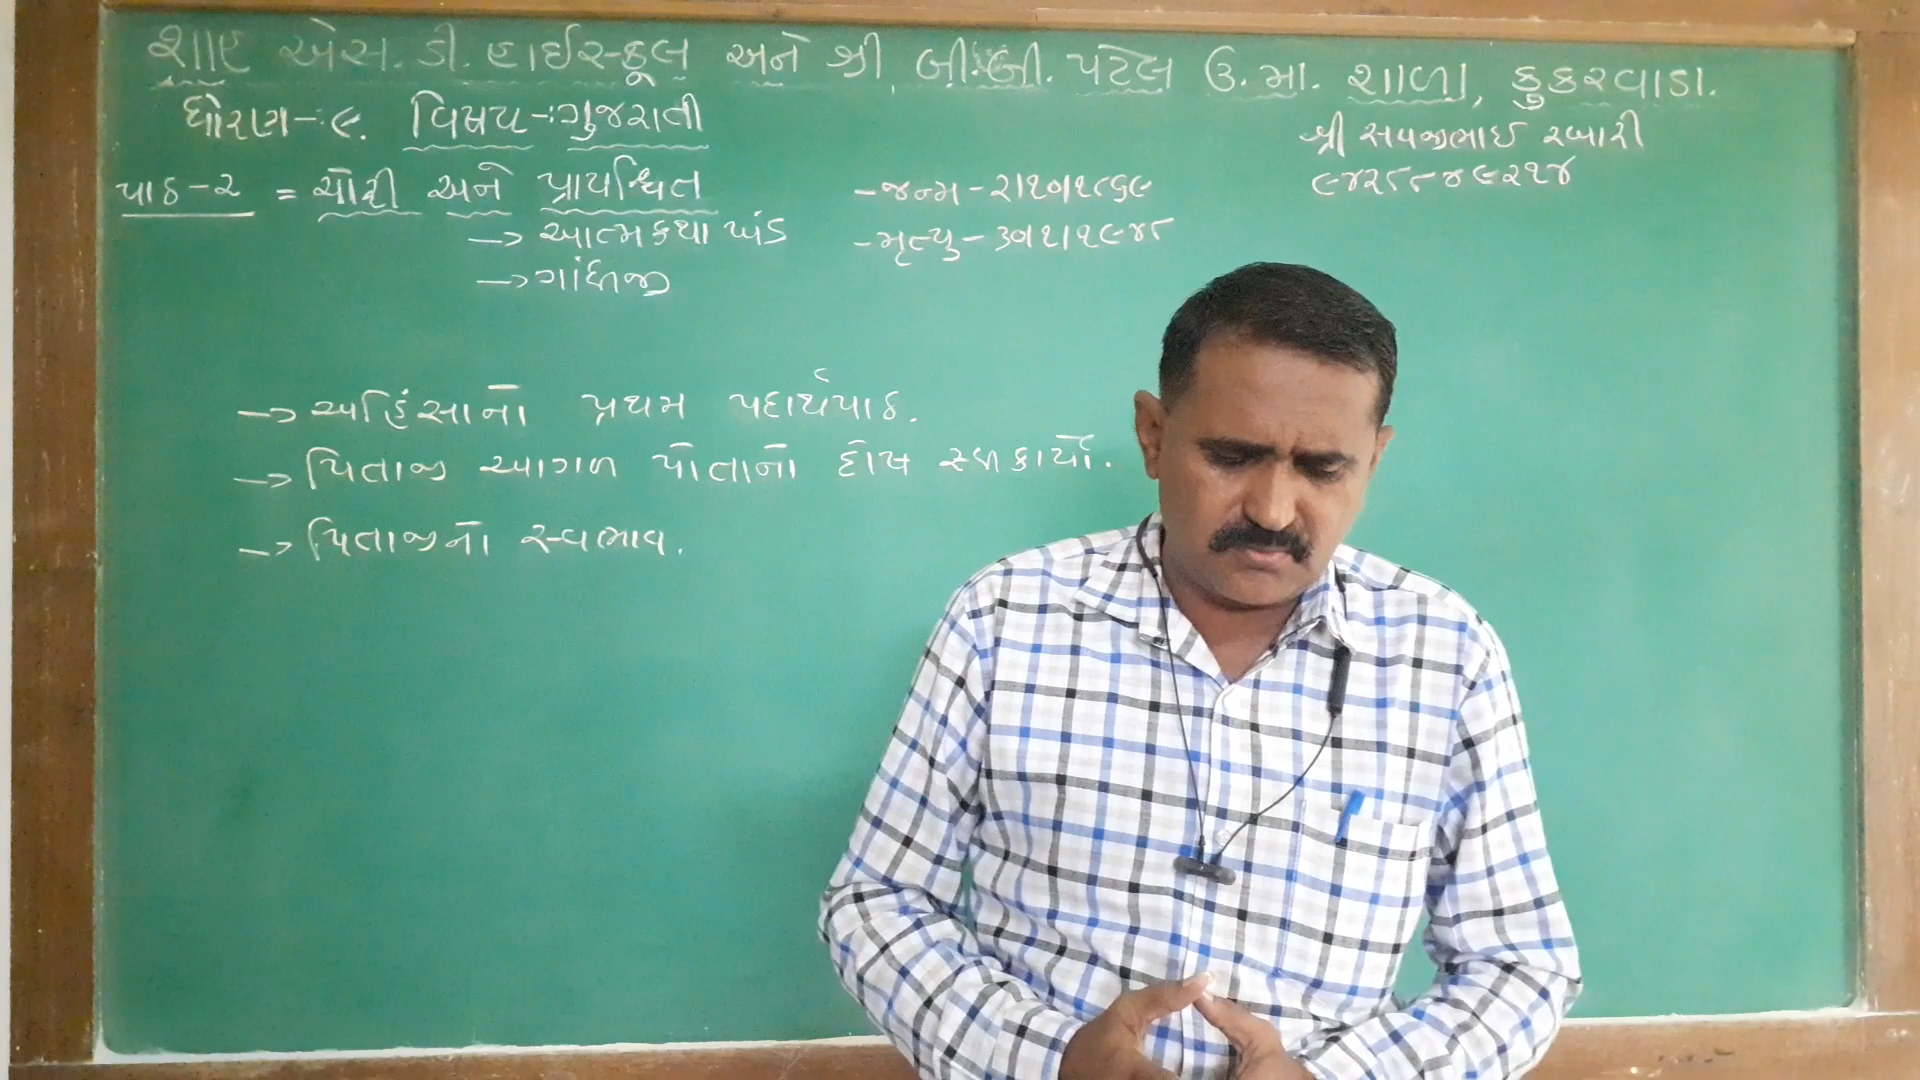 શાહ એસ. ડી. હાઈસ્કૂલ અને શ્રી બી.બી. પટેલ ઉ. મા. શાળા, કુકરવાડા.
ધોરણ-:૯. વિષય-:ગુજરાતી
શ્રી સવજીભાઈ રબારી
૯૪૨૮૮૪૯૨૧૪
પાઠ-૨ = ચોરી અને પ્રાયશ્ચિત
-જન્મ-૨।૧૦।૧૮૬૯
→ આત્મકથા ખંડ
-મૃત્યુ-૩૦।૧।૧૯૪૮
→ ગાંધીજી
→ અહિંસાનો પ્રથમ પદાર્થપાઠ.
→ પિતાજી આગળ પોતાનો દોષ સ્વીકાર્યો.
→ પિતાજીનો સ્વભાવ.